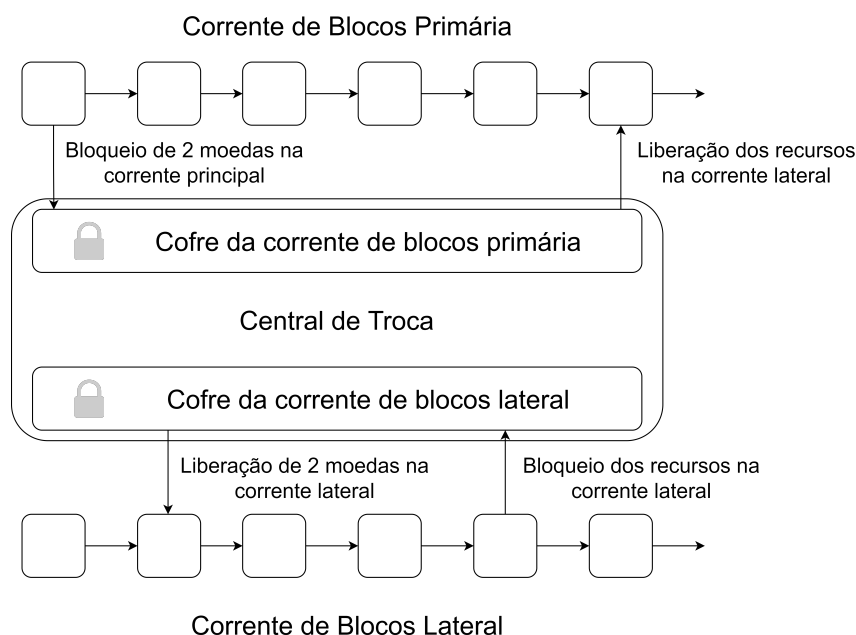 Corrente de Blocos Primária
Bloqueio de 2 moedas na
corrente principal
Liberação dos recursos
na corrente lateral
Cofre da corrente de blocos primária
Central de Troca
Cofre da corrente de blocos lateral
Liberação de 2 moedas na
corrente lateral
Bloqueio dos recursos na
corrente lateral
Corrente de Blocos Lateral